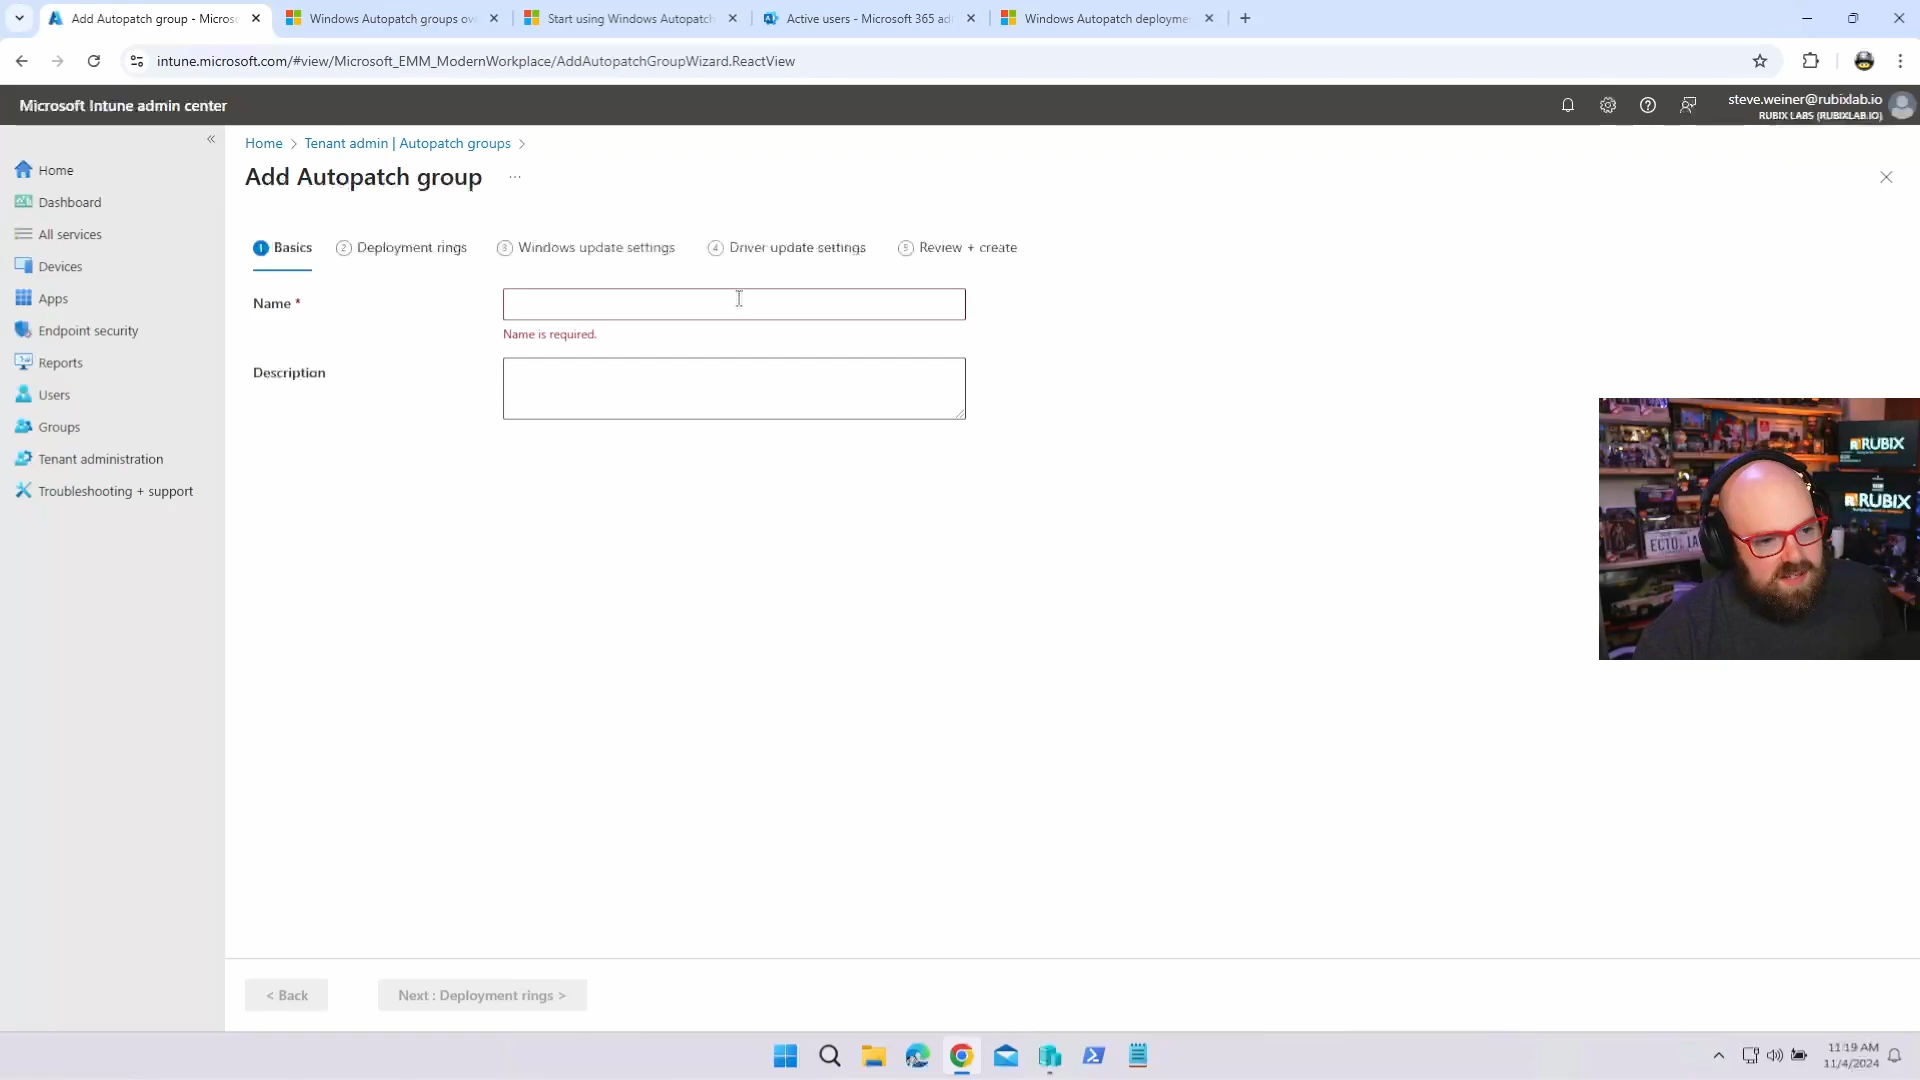 Add Autopatch group - Micros
Windows Autopatch groups ov
Start using Windows Autopatch
Active users - Microsoft 365 ad
Windows Autopatch deployme
intune.microsoft.com/#view/Microsoft_EMM_ModernWorkplace/AddAutopatchGroupWizard.ReactView
Microsoft Intune admin center
steve.weiner@rubixlab.io
RUBIX LABS (RUBIXLAB.IO)
Home > Tenant admin | Autopatch groups >
Add Autopatch group ...
Home
Dashboard
All services
Devices
Apps
Endpoint security
Reports
Users
Groups
Tenant administration
Troubleshooting + support
1 Basics
2 Deployment rings
3 Windows update settings
4 Driver update settings
5 Review + create
Name *
Name is required.
Description
RUBIX
RUBIX
ECTO
< Back
Next : Deployment rings >
11:19 AM
11/4/2024